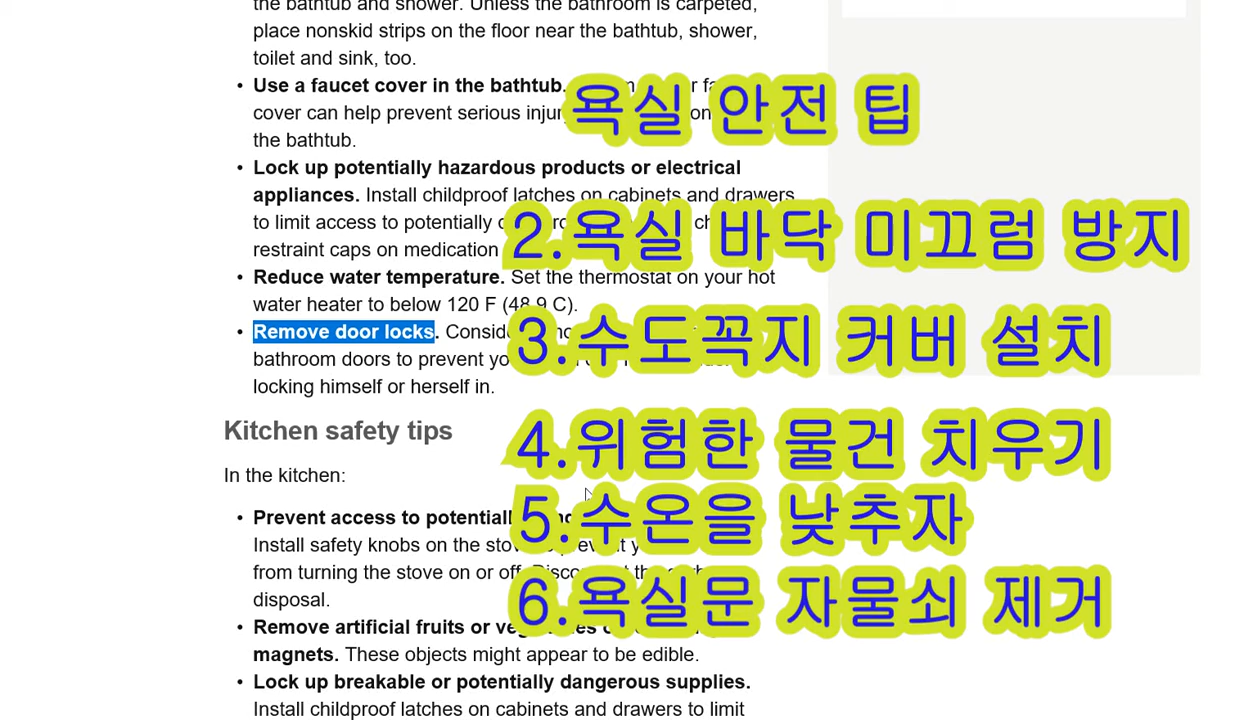 the bathtub and shower. Unless the bathroom is carpeted,
place nonskid strips on the floor near the bathtub, shower,
toilet and sink, too.
• Use a faucet cover in the bathtub.
욕실 안전 팁
cover can help prevent serious
the bathtub.
• Lock up potentially hazardous products or electrical
appliances. Install childproof latches on cabinets and drawers
to limit access to potentially
2.욕실 바닥 미끄럼 방지
restraint caps on medication
• Reduce water temperature. Set the thermostat on your hot
water heater to below 120 F (48.9 C).
• Remove door locks.
3.수도꼭지 커버 설치
bathroom doors to prevent
locking himself or herself in.
Kitchen safety tips
4.위험한 물건 치우기
In the kitchen:
• Prevent access to
5.수온을 낮추자
Install safety knobs on the
from turning the stove on or
disposal.
6.욕실문 자물쇠 제거
• Remove artificial fruits or
magnets. These objects might appear to be edible.
• Lock up breakable or potentially dangerous supplies.
Install childproof latches on cabinets and drawers to limit